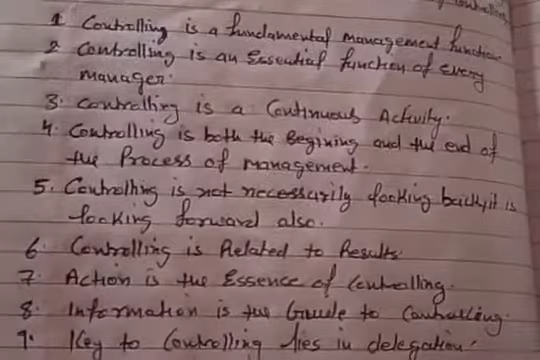 Controlling
1 Controlling is a fundamental management function
2 Controlling is an Essential function of every
manager.
3. Controlling is a Continuous Activity.
4. Controlling is both the Begining and the end of
the Process of management.
5. Controlling is not necessarily looking back, it is
looking forward also.
6 Controlling is Related to Results
7. Action is the Essence of Controlling.
8. Information is the Guide to Controlling.
9. Key to Controlling lies in delegation.